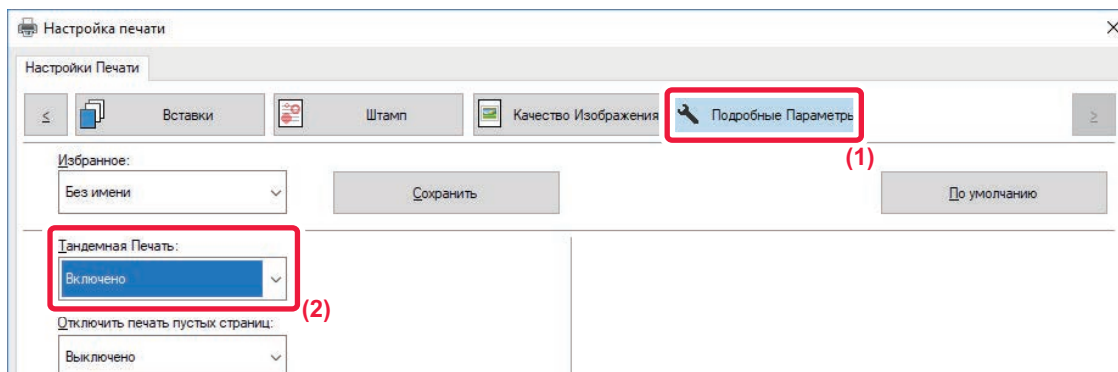 Настройка печати
Настройки Печати
< Вставки Штамп Качество Изображения Подробные Параметры >
(1)
Избранное:
Без имени Сохранить По умолчанию
Тандемная Печать:
Включено
(2)
Отключить печать пустых страниц:
Выключено